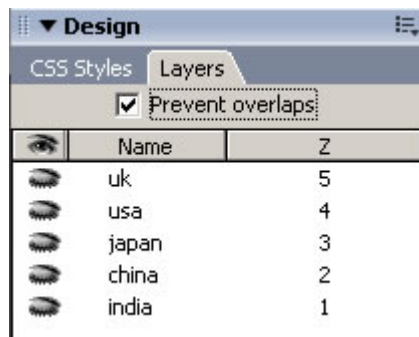 Design
CSS Styles Layers
Prevent overlaps
Name Z
uk 5
usa 4
japan 3
china 2
india 1